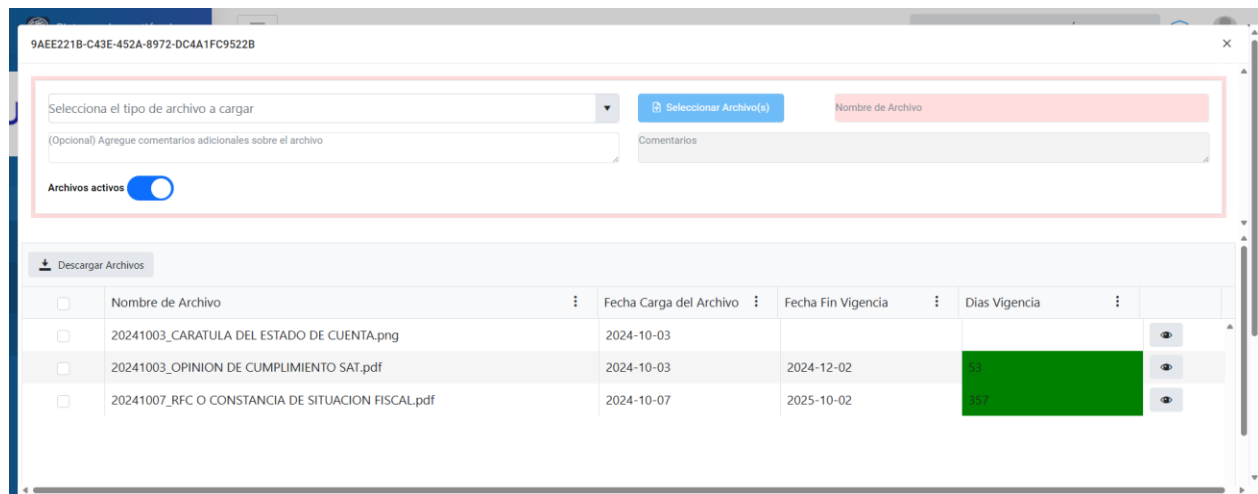 9AEE221B-C43E-452A-8972-DC4A1FC9522B
Selecciona el tipo de archivo a cargar
Seleccionar Archivo(s)
Nombre de Archivo
(Opcional) Agregue comentarios adicionales sobre el archivo
Comentarios
Archivos activos
Descargar Archivos
Nombre de Archivo Fecha Carga del Archivo Fecha Fin Vigencia Dias Vigencia
20241003_CARATULA DEL ESTADO DE CUENTA.png 2024-10-03
20241003_OPINION DE CUMPLIMIENTO SAT.pdf 2024-10-03 2024-12-02 53
20241007_RFC O CONSTANCIA DE SITUACION FISCAL.pdf 2024-10-07 2025-10-02 357